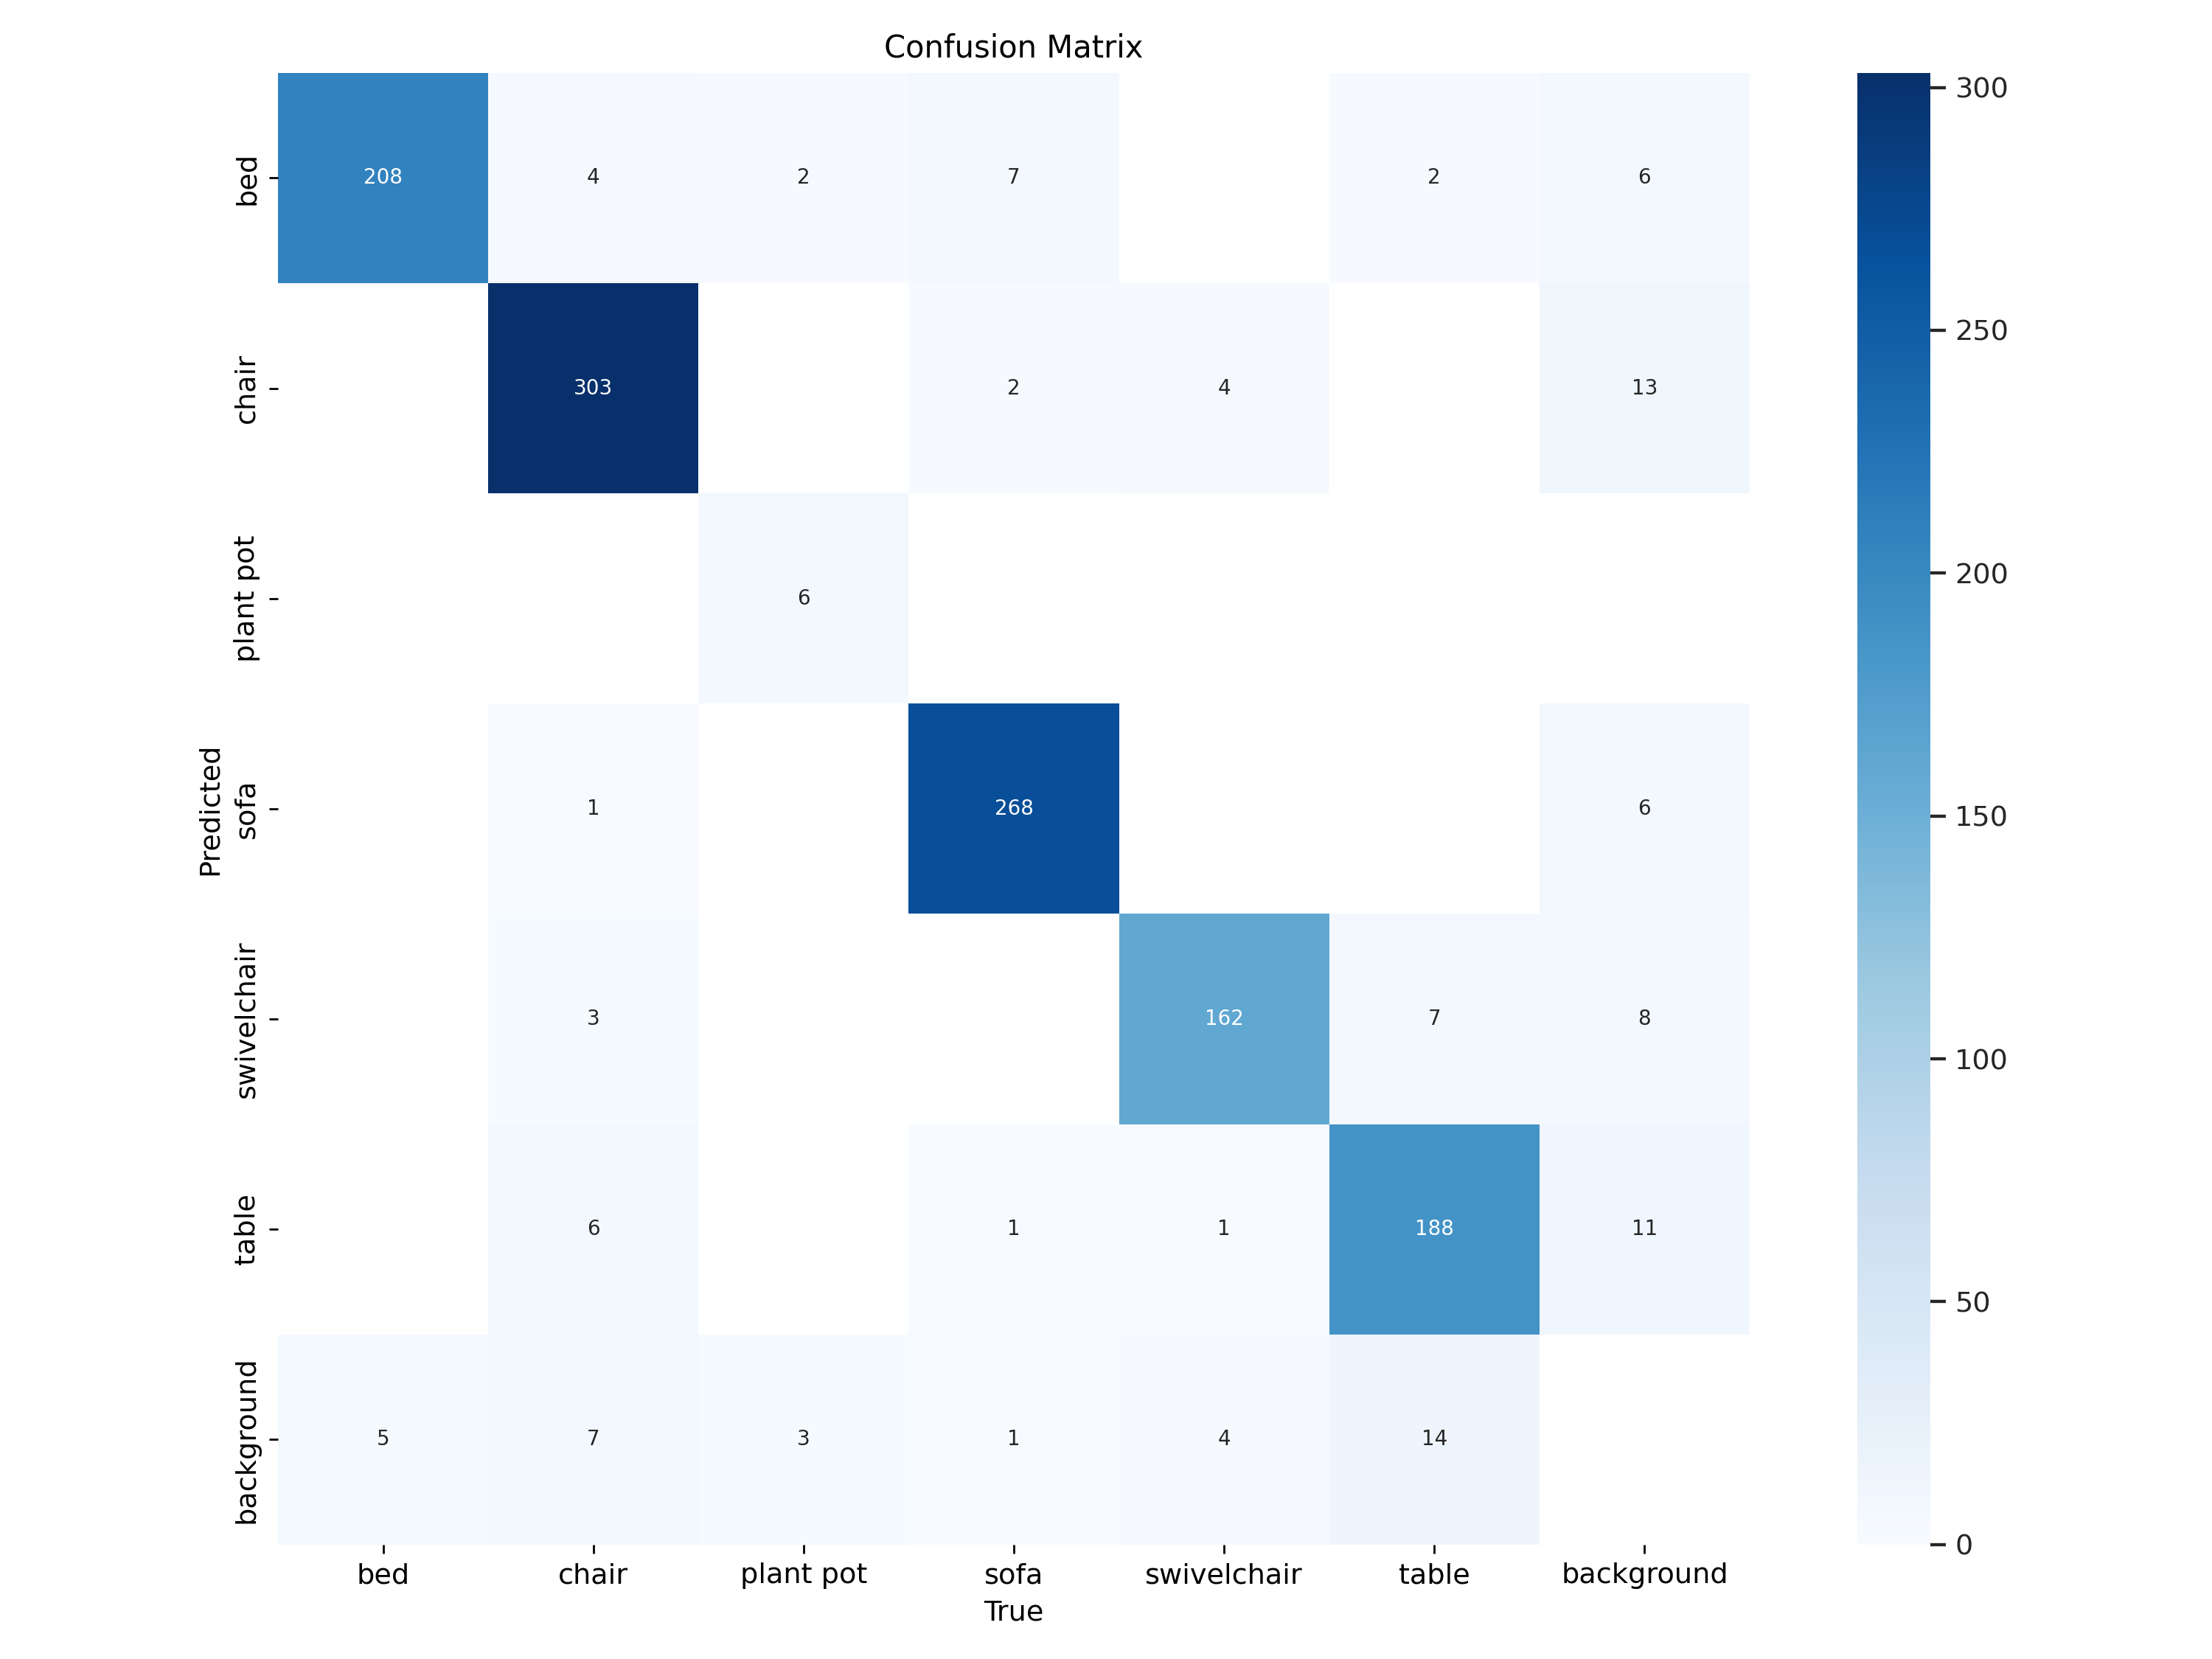 Confusion Matrix
bed 208 4 2 7 2 6
chair 303 2 4 13
plant pot 6
sofa 1 268 6
swivelchair 3 162 7 8
table 6 1 1 188 11
background 5 7 3 1 4 14
Predicted
bed chair plant pot sofa swivelchair table background
True
300
250
200
150
100
50
0